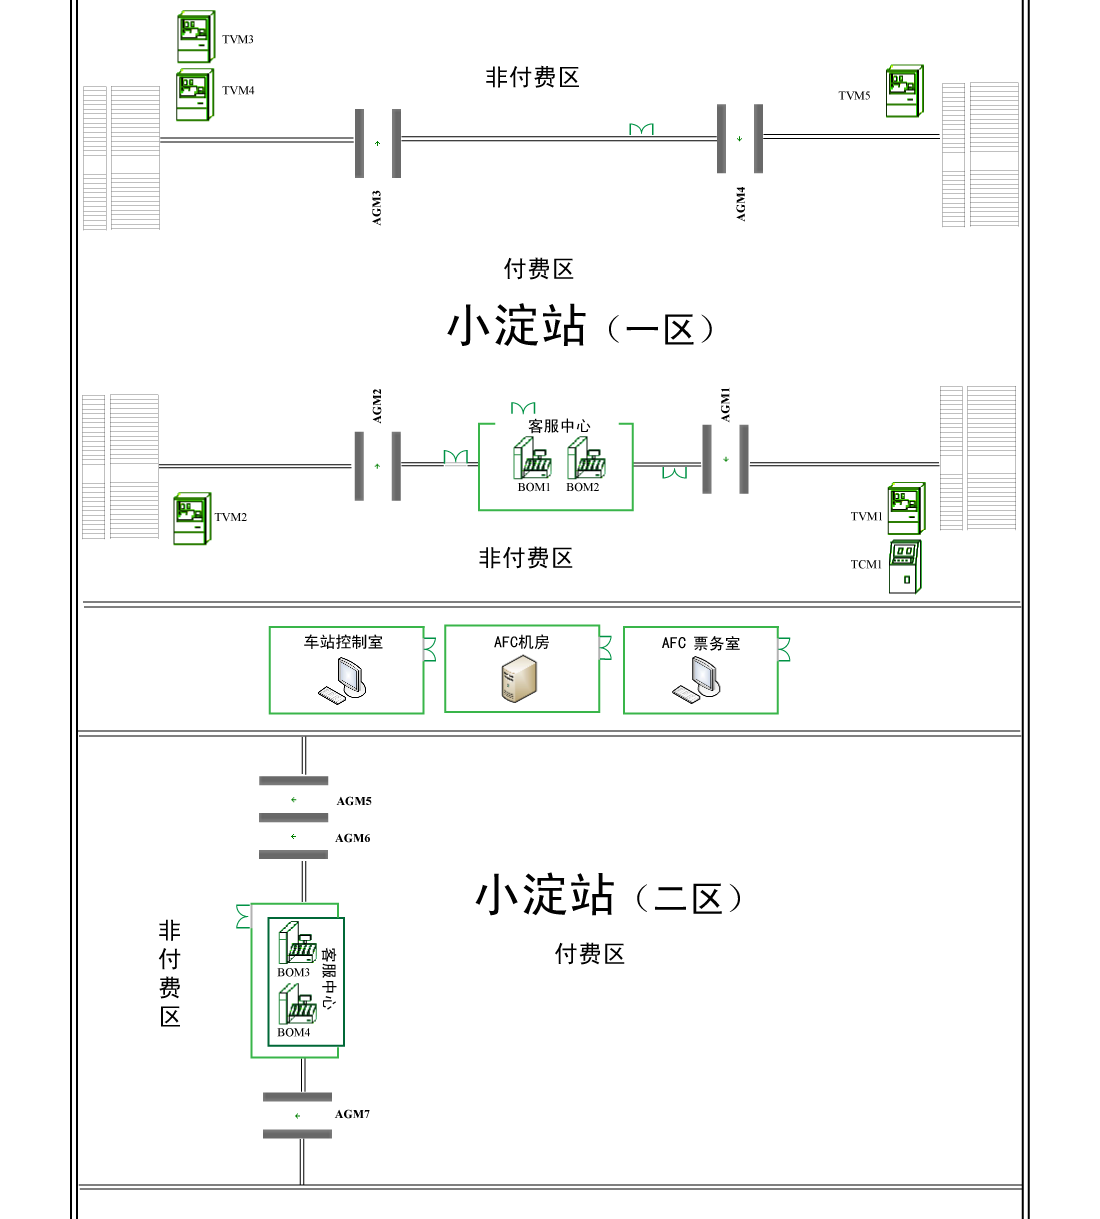 TVM3
非付费区
TVM4
TVM5
AGM3
AGM4
付费区
小淀站（一区）
AGM2
AGM1
客服中心
BOM1
BOM2
TVM2
TVM1
非付费区
TCM1
车站控制室
AFC机房
AFC 票务室
AGM5
AGM6
小淀站（二区）
非付费区
付费区
客服中心
BOM3
BOM4
AGM7